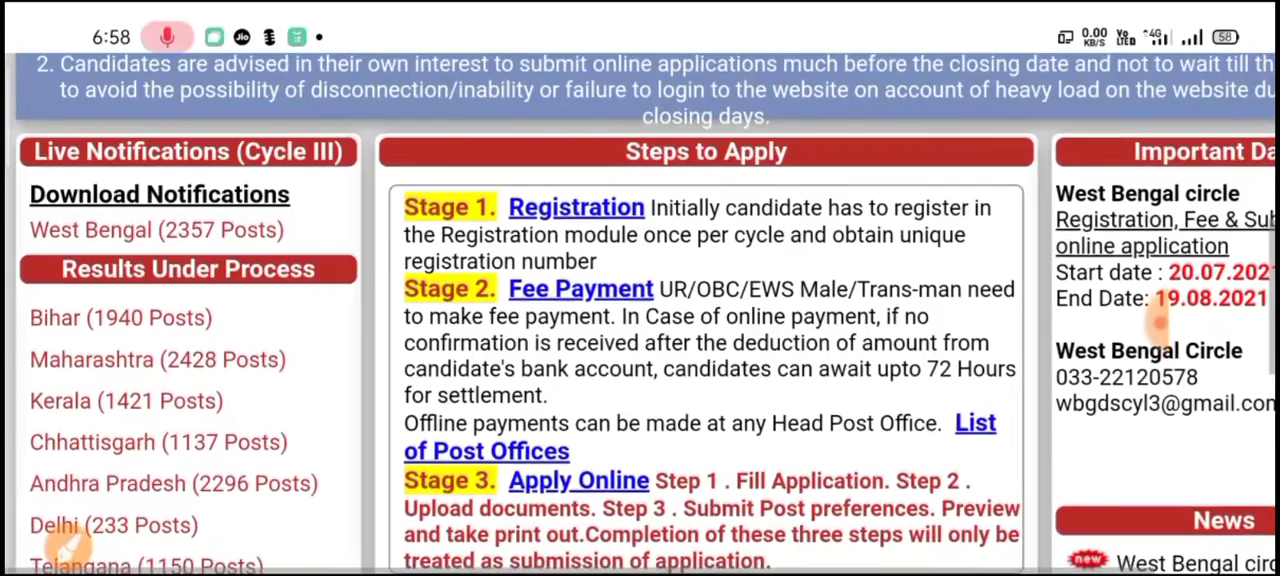 6:58
Jio
0.00 KB/S
Vo LTED
4G
58
2. Candidates are advised in their own interest to submit online applications much before the closing date and not to wait till th
to avoid the possibility of disconnection/inability or failure to login to the website on account of heavy load on the website du
closing days.
Live Notifications (Cycle III)
Download Notifications
West Bengal (2357 Posts)
Results Under Process
Bihar (1940 Posts)
Maharashtra (2428 Posts)
Kerala (1421 Posts)
Chhattisgarh (1137 Posts)
Andhra Pradesh (2296 Posts)
Delhi (233 Posts)
Telangana (1150 Posts)
Steps to Apply
Stage 1. Registration Initially candidate has to register in
the Registration module once per cycle and obtain unique
registration number
Stage 2. Fee Payment UR/OBC/EWS Male/Trans-man need
to make fee payment. In Case of online payment, if no
confirmation is received after the deduction of amount from
candidate's bank account, candidates can await upto 72 Hours
for settlement.
Offline payments can be made at any Head Post Office. List
of Post Offices
Stage 3. Apply Online Step 1 . Fill Application. Step 2 .
Upload documents. Step 3 . Submit Post preferences. Preview
and take print out.Completion of these three steps will only be
treated as submission of application.
Important Da
West Bengal circle
Registration, Fee & Sub
online application
Start date : 20.07.202
End Date: 19.08.2021
West Bengal Circle
033-22120578
wbgdscyl3@gmail.com
News
new West Bengal circ